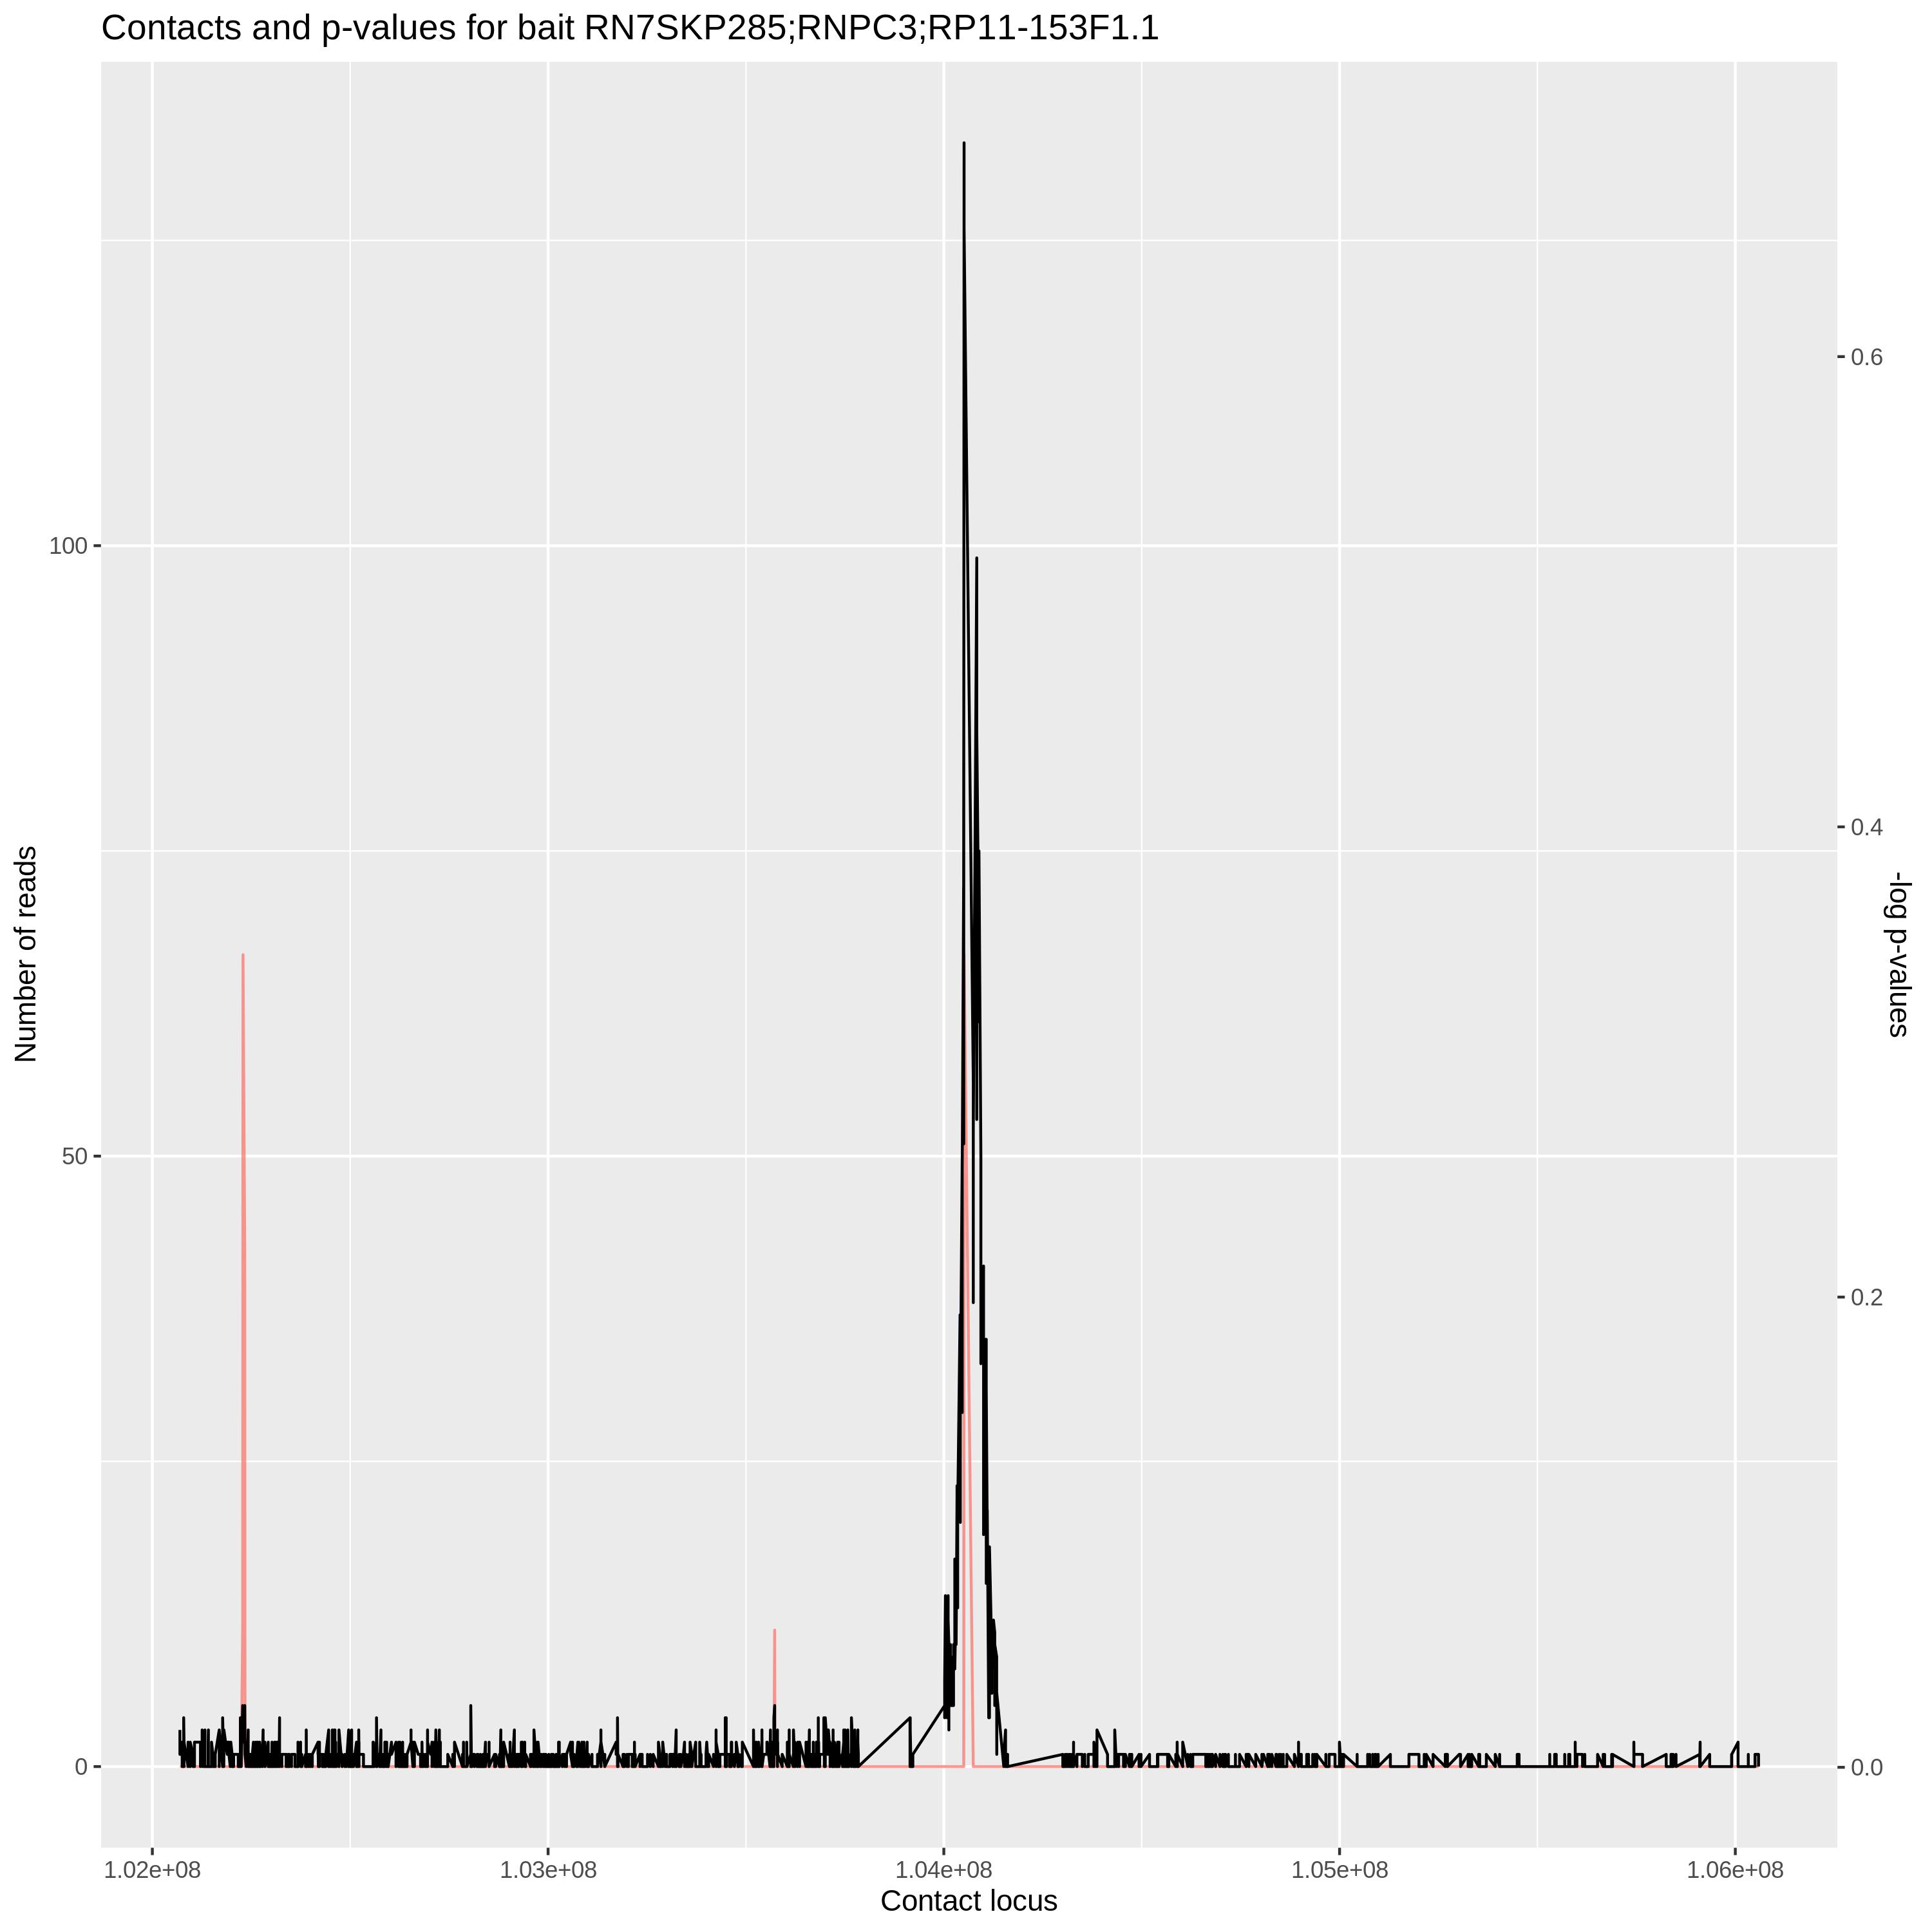 Contacts and p-values for bait RN7SKP285;RNPC3;RP11-153F1.1
Number of reads
100
50
0
0.6
0.4
0.2
0.0
-log p-values
1.02e+08
1.03e+08
1.04e+08
1.05e+08
1.06e+08
Contact locus